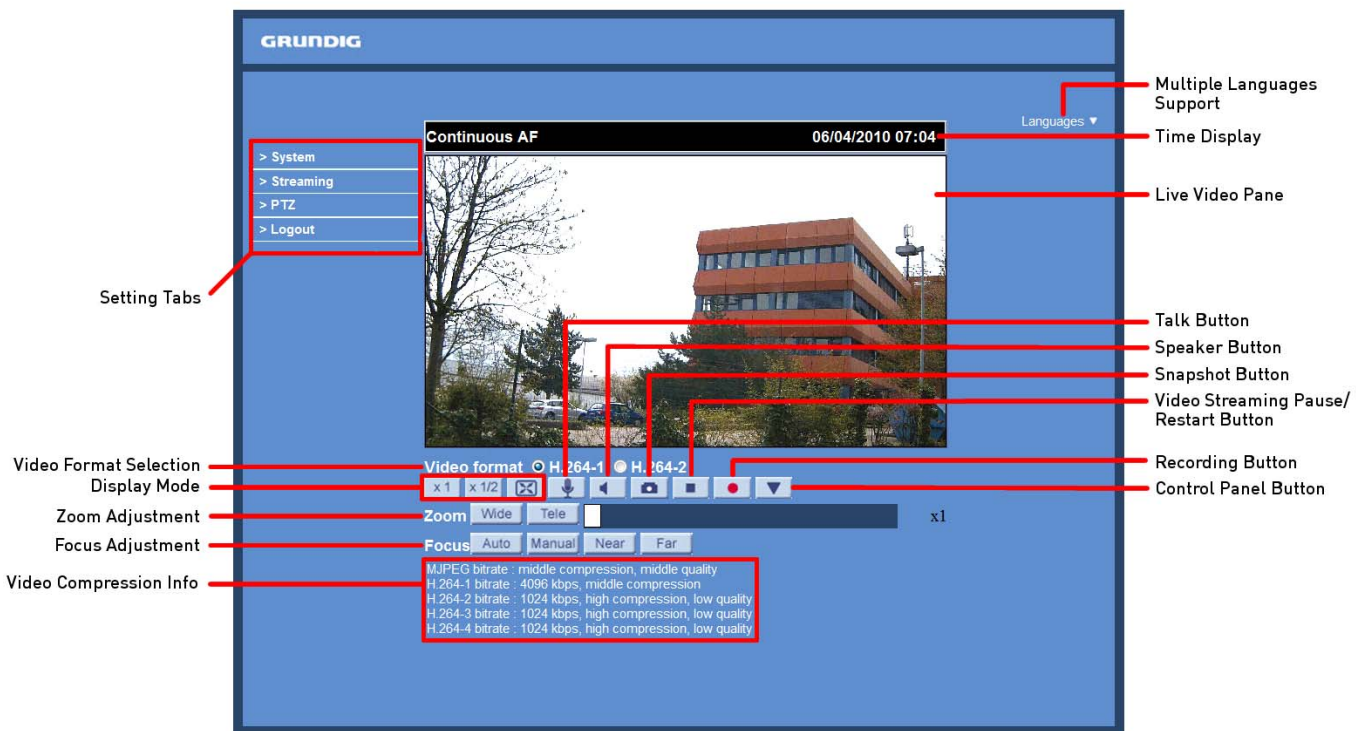 GRUNDIG
Multiple Languages
Support
Languages ▼
Continuous AF 06/04/2010 07:04
Time Display
> System
> Streaming
> PTZ
> Logout
Live Video Pane
Setting Tabs
Talk Button
Speaker Button
Snapshot Button
Video Streaming Pause/
Restart Button
Video Format Selection
Video format H.264-1 H.264-2
Recording Button
Display Mode
x 1 x 1/2
Control Panel Button
Zoom Adjustment
Zoom Wide Tele x1
Focus Adjustment
Focus Auto Manual Near Far
Video Compression Info
MJPEG bitrate : middle compression, middle quality
H.264-1 bitrate : 4096 kbps, middle compression
H.264-2 bitrate : 1024 kbps, high compression, low quality
H.264-3 bitrate : 1024 kbps, high compression, low quality
H.264-4 bitrate : 1024 kbps, high compression, low quality